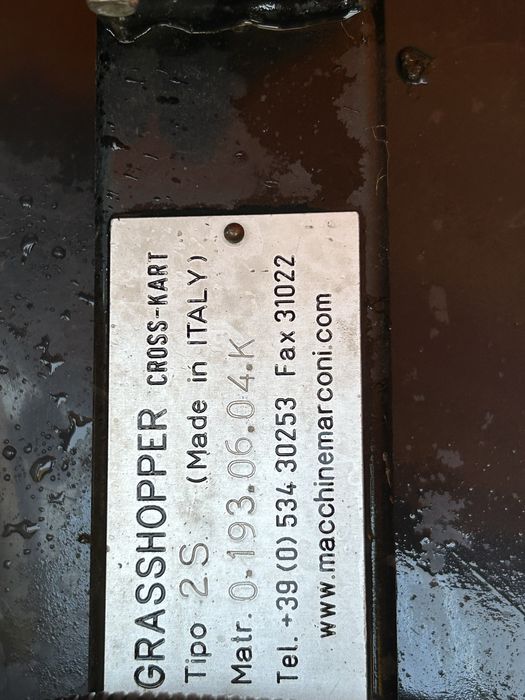 GRASSHOPPER CROSS-KART
Tipo 2.S. (Made in ITALY)
Matr. 0.193.06.04.K
Tel. +39 (0) 534 30253 Fax 31022
www.macchinemarconi.com